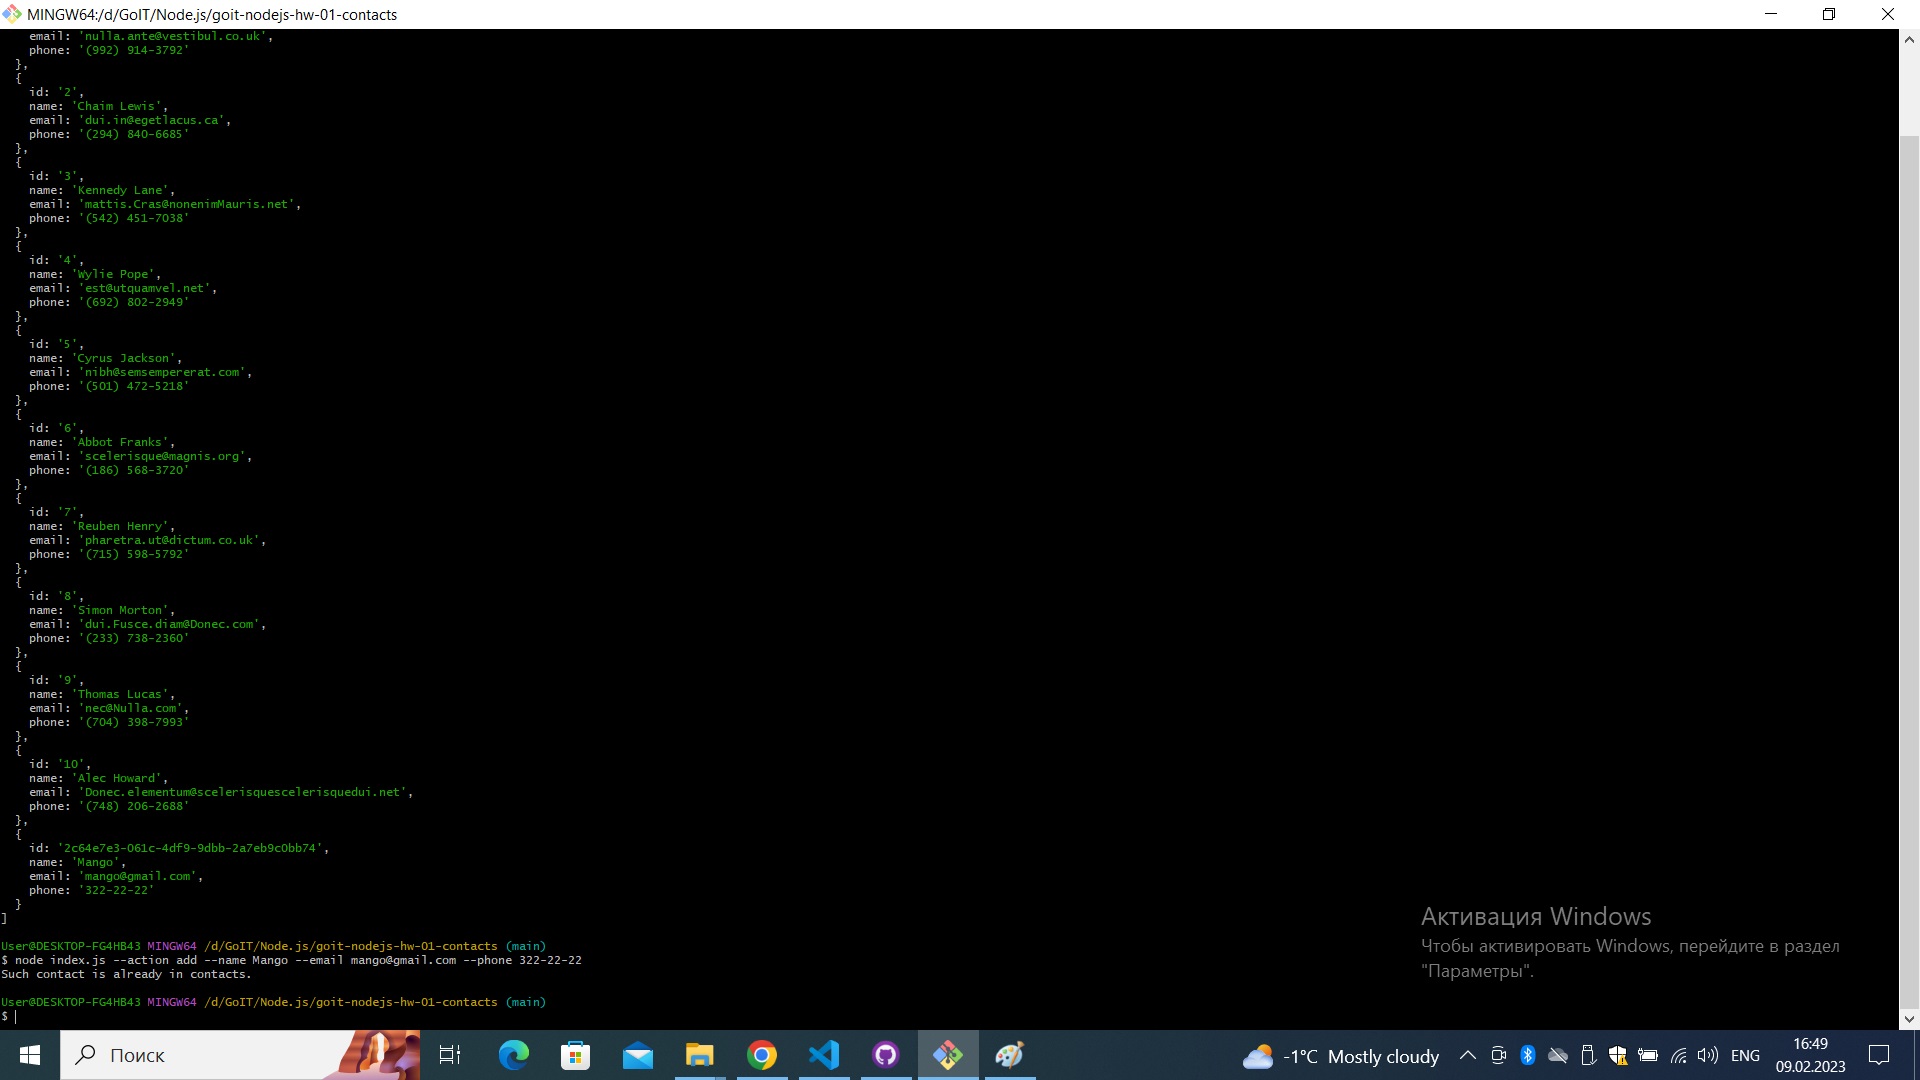 MINGW64:/d/GoIT/Node.js/goit-nodejs-hw-01-contacts
email: 'nulla.ante@vestibul.co.uk',
phone: '(992) 914-3792'
},
{
id: '2',
name: 'Chaim Lewis',
email: 'dui.in@egetlacus.ca',
phone: '(294) 840-6685'
},
{
id: '3',
name: 'Kennedy Lane',
email: 'mattis.Cras@nonenimMauris.net',
phone: '(542) 451-7038'
},
{
id: '4',
name: 'Wylie Pope',
email: 'est@utquamvel.net',
phone: '(692) 802-2949'
},
{
id: '5',
name: 'Cyrus Jackson',
email: 'nibh@semsempererat.com',
phone: '(501) 472-5218'
},
{
id: '6',
name: 'Abbot Franks',
email: 'scelerisque@magnis.org',
phone: '(186) 568-3720'
},
{
id: '7',
name: 'Reuben Henry',
email: 'pharetra.ut@dictum.co.uk',
phone: '(715) 598-5792'
},
{
id: '8',
name: 'Simon Morton',
email: 'dui.Fusce.diam@Donec.com',
phone: '(233) 738-2360'
},
{
id: '9',
name: 'Thomas Lucas',
email: 'nec@Nulla.com',
phone: '(704) 398-7993'
},
{
id: '10',
name: 'Alec Howard',
email: 'Donec.elementum@scelerisquescelerisquedui.net',
phone: '(748) 206-2688'
},
{
id: '2c64e7e3-061c-4df9-9dbb-2a7eb9c0bb74',
name: 'Mango',
email: 'mango@gmail.com',
phone: '322-22-22'
}
]
User@DESKTOP-FG4HB43 MINGW64 /d/GoIT/Node.js/goit-nodejs-hw-01-contacts (main)
$ node index.js --action add --name Mango --email mango@gmail.com --phone 322-22-22
Such contact is already in contacts.
User@DESKTOP-FG4HB43 MINGW64 /d/GoIT/Node.js/goit-nodejs-hw-01-contacts (main)
$
Активация Windows
Чтобы активировать Windows, перейдите в раздел
"Параметры".
Поиск
-1°C Mostly cloudy
ENG
16:49
09.02.2023